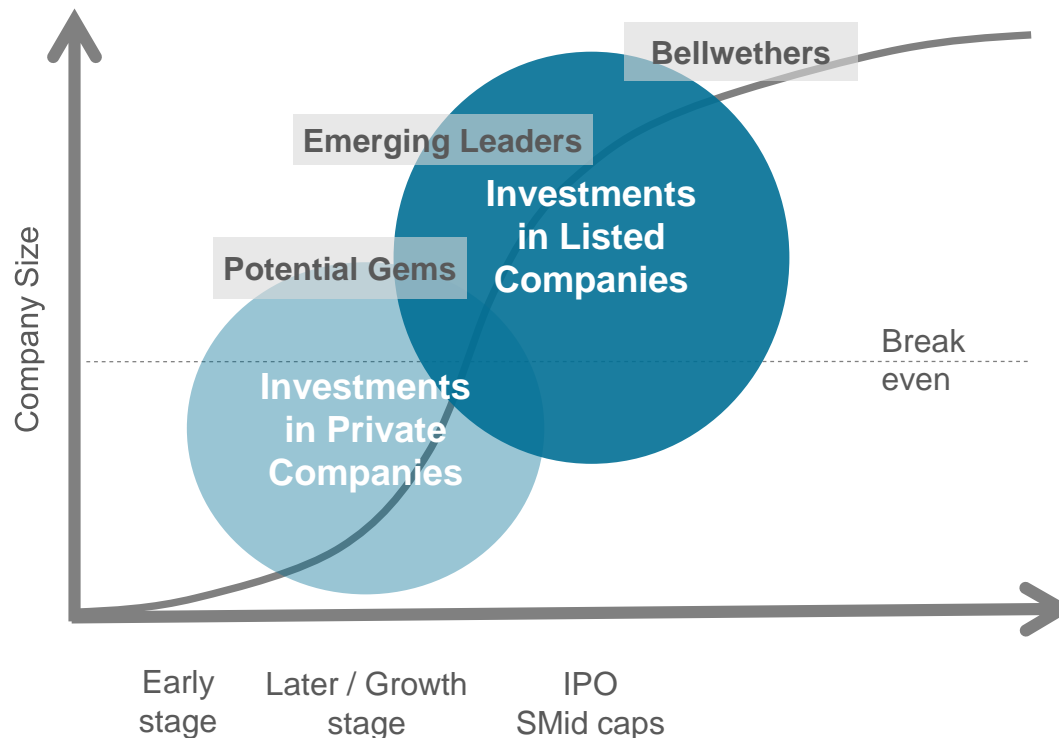 Bellwethers
Emerging Leaders
Investments
in Listed
Companies
Potential Gems
Company Size
Break
even
Investments
in Private
Companies
Early
stage
Later / Growth
stage
IPO
SMid caps